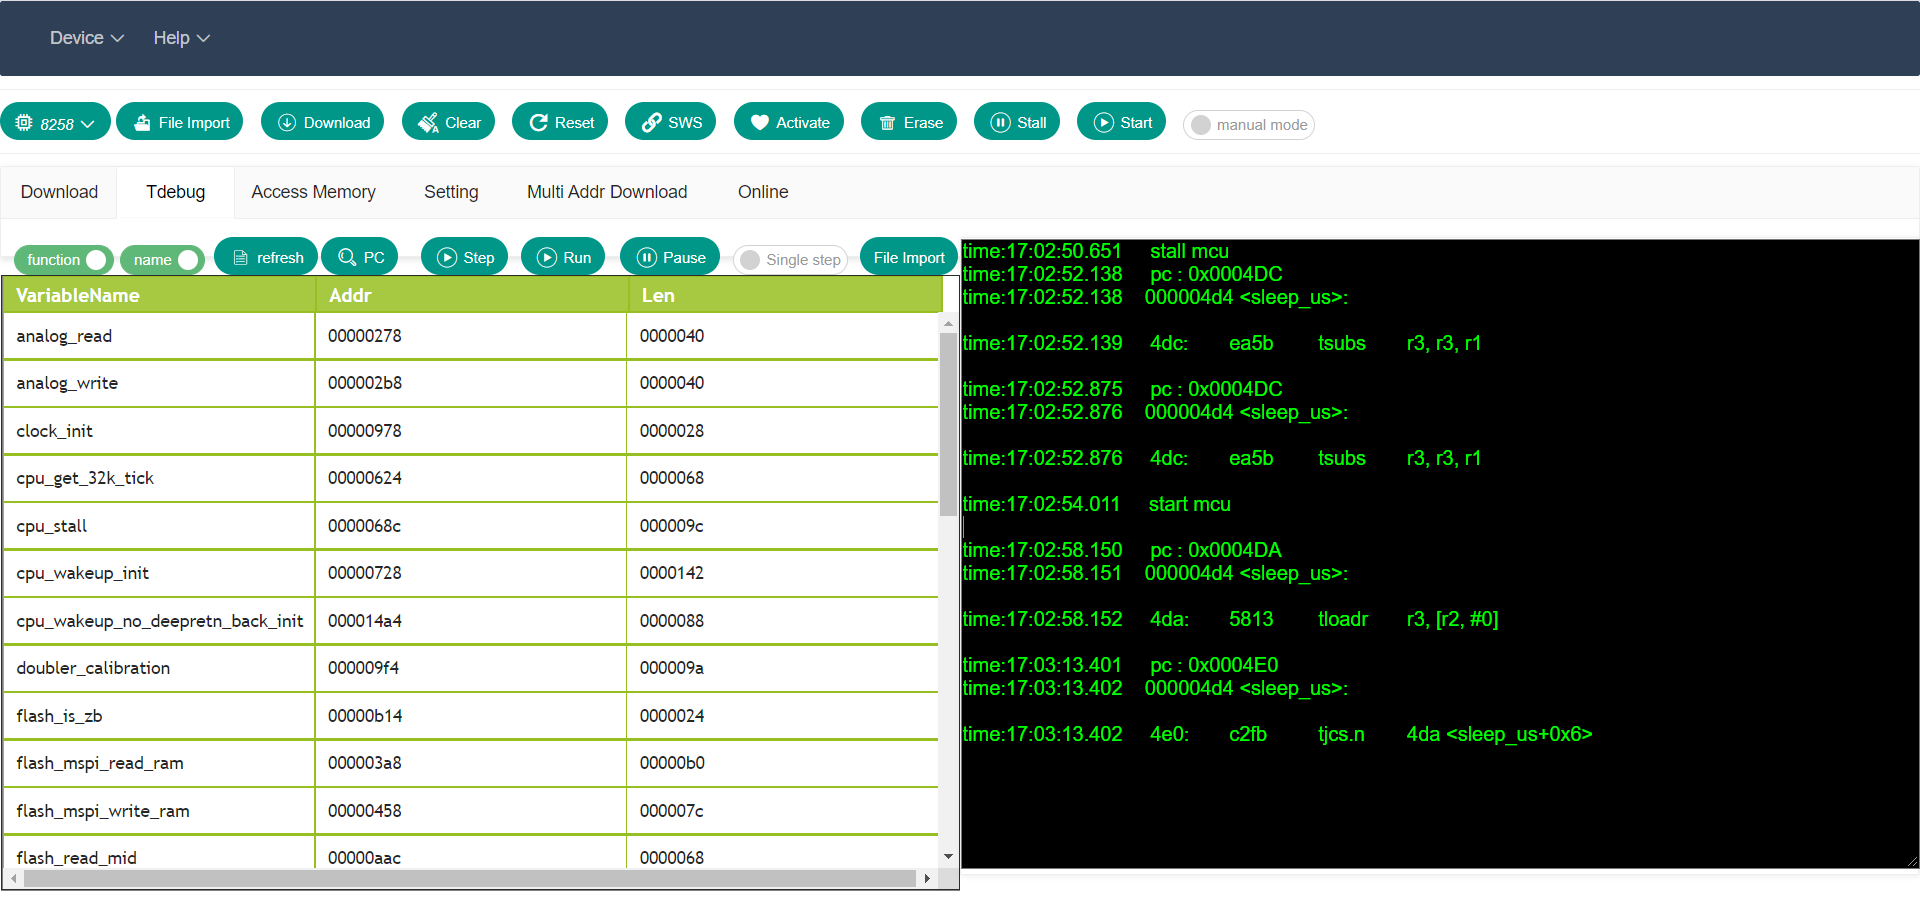 Device Help
8258 File Import Download Clear Reset SWS Activate Erase Stall Start manual mode
Download Tdebug Access Memory Setting Multi Addr Download Online
function name refresh PC Step Run Pause Single step File Import
VariableName Addr Len
analog_read 00000278 0000040
analog_write 000002b8 0000040
clock_init 00000978 0000028
cpu_get_32k_tick 00000624 0000068
cpu_stall 0000068c 000009c
cpu_wakeup_init 00000728 0000142
cpu_wakeup_no_deepretn_back_init 000014a4 0000088
doubler_calibration 000009f4 000009a
flash_is_zb 00000b14 0000024
flash_mspi_read_ram 000003a8 00000b0
flash_mspi_write_ram 00000458 000007c
flash_read_mid 00000aac 0000068
time:17:02:50.651 stall mcu
time:17:02:52.138 pc : 0x0004DC
time:17:02:52.138 000004d4 <sleep_us>:
time:17:02:52.139 4dc: ea5b tsubs r3, r3, r1
time:17:02:52.875 pc : 0x0004DC
time:17:02:52.876 000004d4 <sleep_us>:
time:17:02:52.876 4dc: ea5b tsubs r3, r3, r1
time:17:02:54.011 start mcu
time:17:02:58.150 pc : 0x0004DA
time:17:02:58.151 000004d4 <sleep_us>:
time:17:02:58.152 4da: 5813 tloadr r3, [r2, #0]
time:17:03:13.401 pc : 0x0004E0
time:17:03:13.402 000004d4 <sleep_us>:
time:17:03:13.402 4e0: c2fb tjcs.n 4da <sleep_us+0x6>